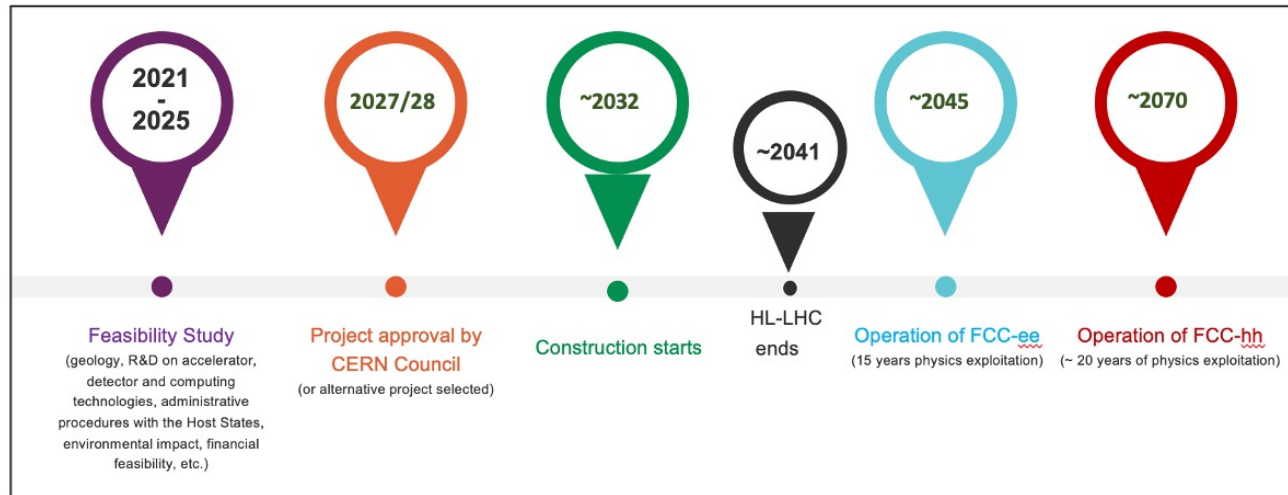 2021
-
2025
2027/28
~2032
~2041
~2045
~2070
Feasibility Study
(geology, R&D on accelerator,
detector and computing
technologies, administrative
procedures with the Host States,
environmental impact, financial
feasibility, etc.)
Project approval by
CERN Council
(or alternative project selected)
Construction starts
HL-LHC
ends
Operation of FCC-ee
(15 years physics exploitation)
Operation of FCC-hh
(~ 20 years of physics exploitation)